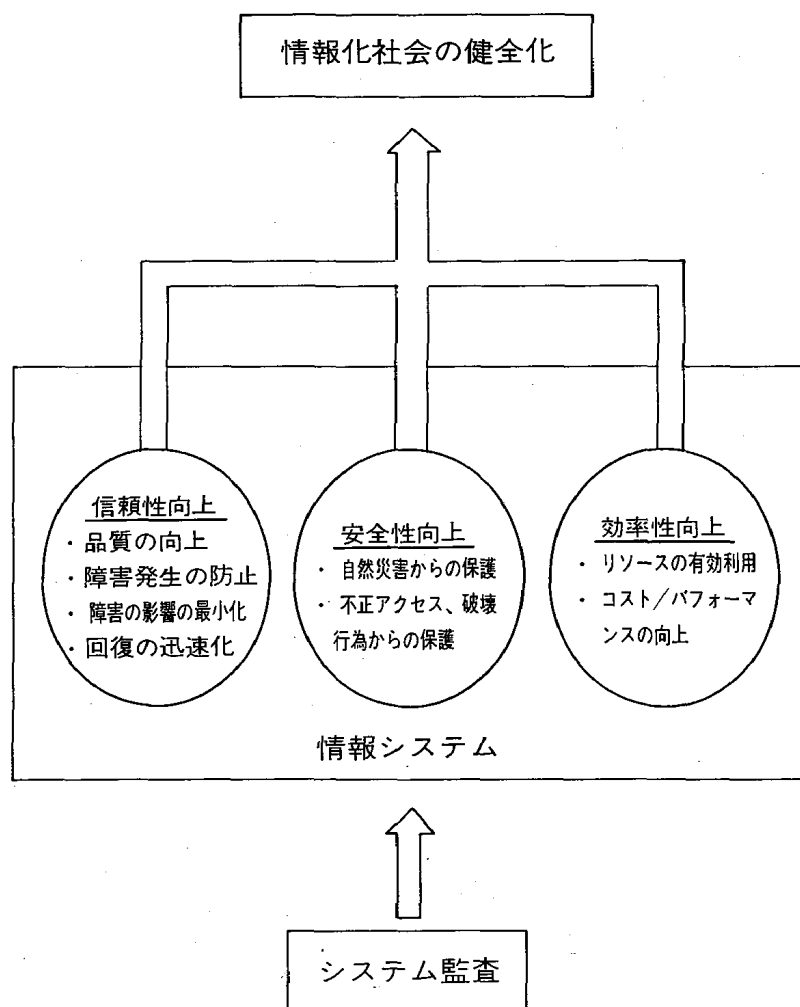 情報化社会の健全化
信頼性向上
・品質の向上
・障害発生の防止
・障害の影響の最小化
・回復の迅速化
安全性向上
・自然災害からの保護
・不正アクセス、破壊
行為からの保護
効率性向上
・リソースの有効利用
・コスト/パフォーマ
ンスの向上
情報システム
システム監査